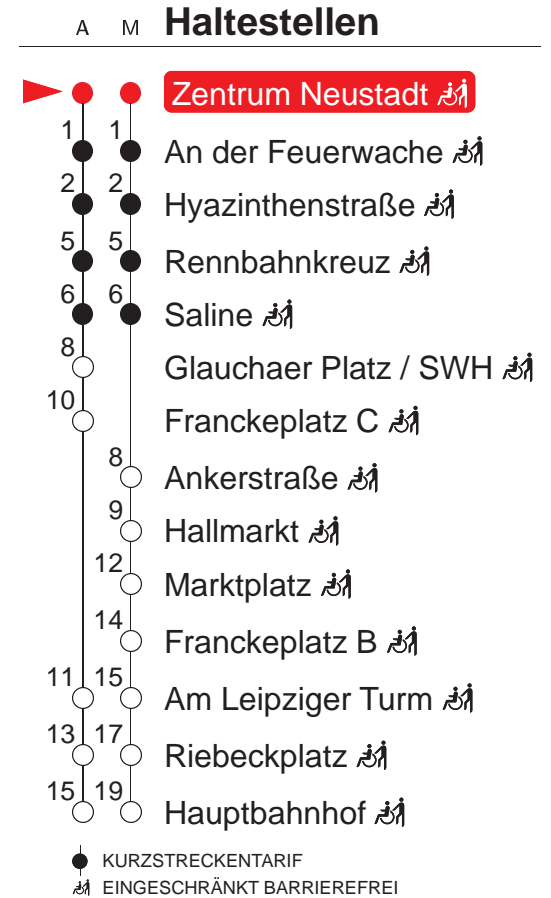 A M Haltestellen
Zentrum Neustadt
1 1 An der Feuerwache
2 2 Hyazinthenstraße
5 5 Rennbahnkreuz
6 6 Saline
8 Glauchaer Platz / SWH
10 Franckeplatz C
8 Ankerstraße
9 Hallmarkt
12 Marktplatz
14 Franckeplatz B
11 15 Am Leipziger Turm
13 17 Riebeckplatz
15 19 Hauptbahnhof
KURZSTRECKENTARIF
EINGESCHRÄNKT BARRIEREFREI